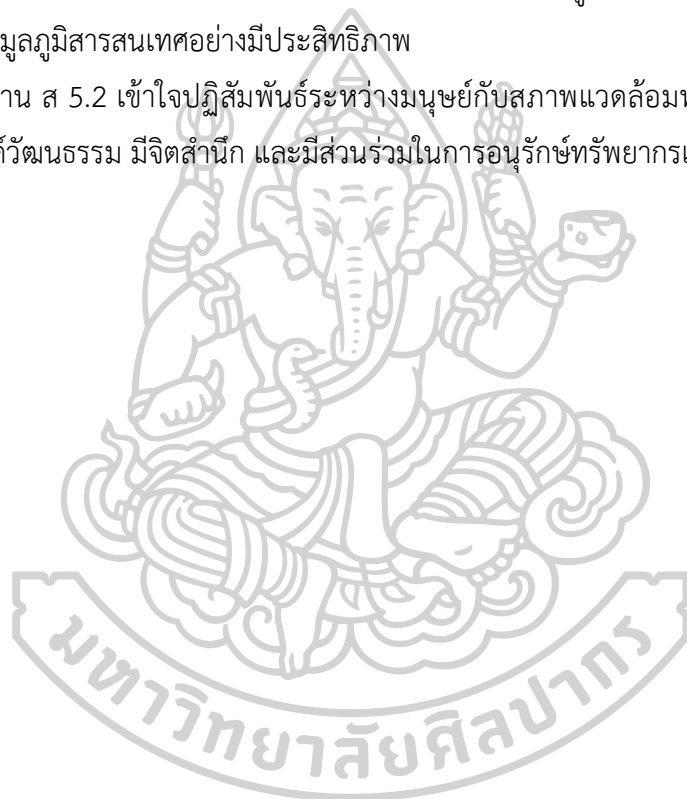 มูลภูมิสารสนเทศอย่างมีประสิทธิภาพ
าน ส 5.2 เข้าใจปฏิสัมพันธ์ระหว่างมนุษย์กับสภาพแวดล้อมท
ค์วัฒนธรรม มีจิตสำนึก และมีส่วนร่วมในการอนุรักษ์ทรัพยากรแ
มหาวิทยาลัยศิลปากร